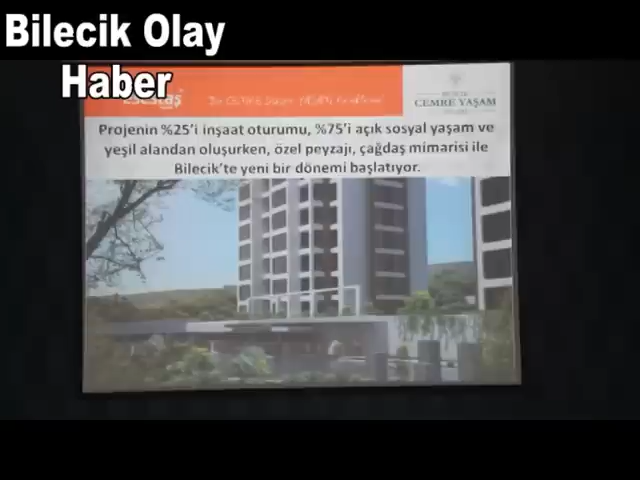 Bilecik Olay
Haber
CEMRE YAŞAM
Projenin %25'i inşaat oturumu, %75'i açık sosyal yaşam ve
yeşil alandan oluşurken, özel peyzajı, çağdaş mimarisi ile
Bilecik'te yeni bir dönemi başlatıyor.